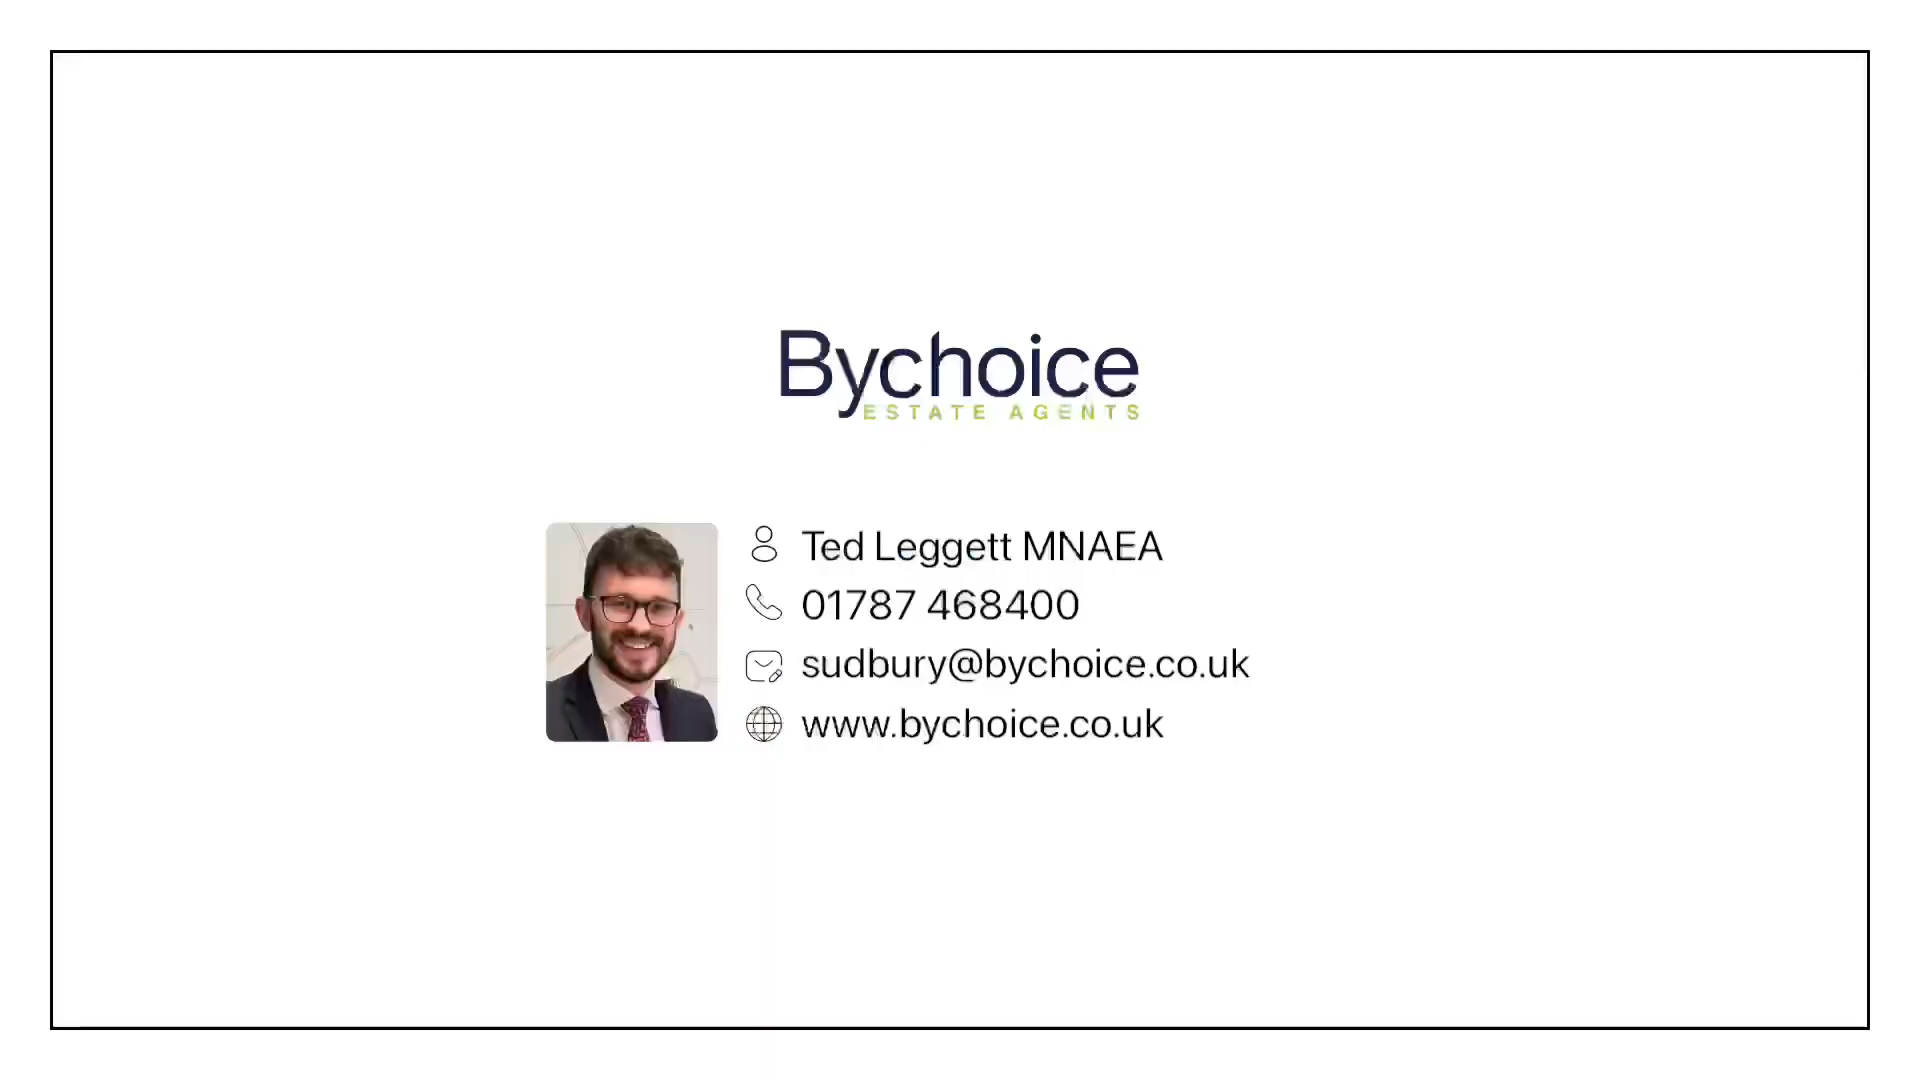 Bychoice
ESTATE AGENTS
Ted Leggett MNAEA
01787 468400
sudbury@bychoice.co.uk
www.bychoice.co.uk